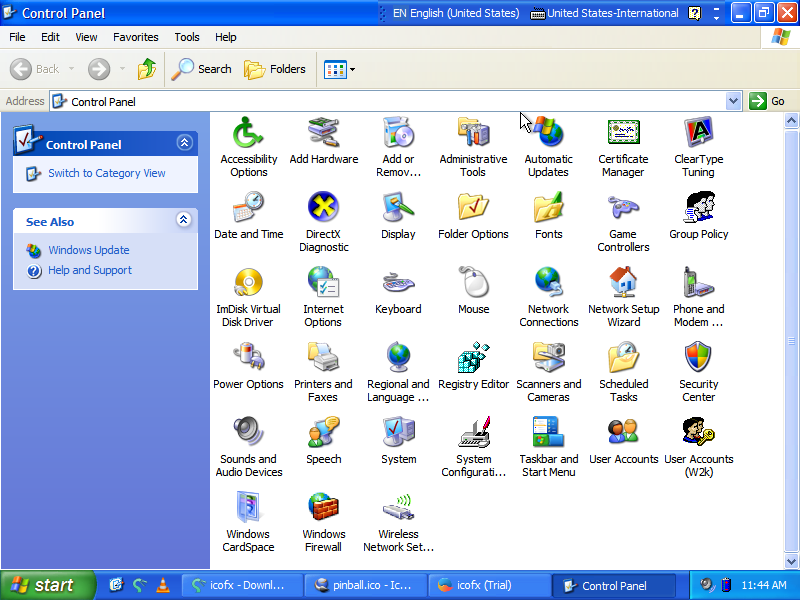 Control Panel
EN English (United States)
United States-International
File Edit View Favorites Tools Help
Back Search Folders
Address Control Panel Go
Control Panel
Switch to Category View
See Also
Windows Update
Help and Support
Accessibility Options
Add Hardware
Add or Remov...
Administrative Tools
Automatic Updates
Certificate Manager
ClearType Tuning
Date and Time
DirectX Diagnostic
Display
Folder Options
Fonts
Game Controllers
Group Policy
ImDisk Virtual Disk Driver
Internet Options
Keyboard
Mouse
Network Connections
Network Setup Wizard
Phone and Modem ...
Power Options
Printers and Faxes
Regional and Language ...
Registry Editor
Scanners and Cameras
Scheduled Tasks
Security Center
Sounds and Audio Devices
Speech
System
System Configurati...
Taskbar and Start Menu
User Accounts
User Accounts (W2k)
Windows CardSpace
Windows Firewall
Wireless Network Set...
start
icofx - Downl...
pinball.ico - Ic...
icofx (Trial)
Control Panel
11:44 AM